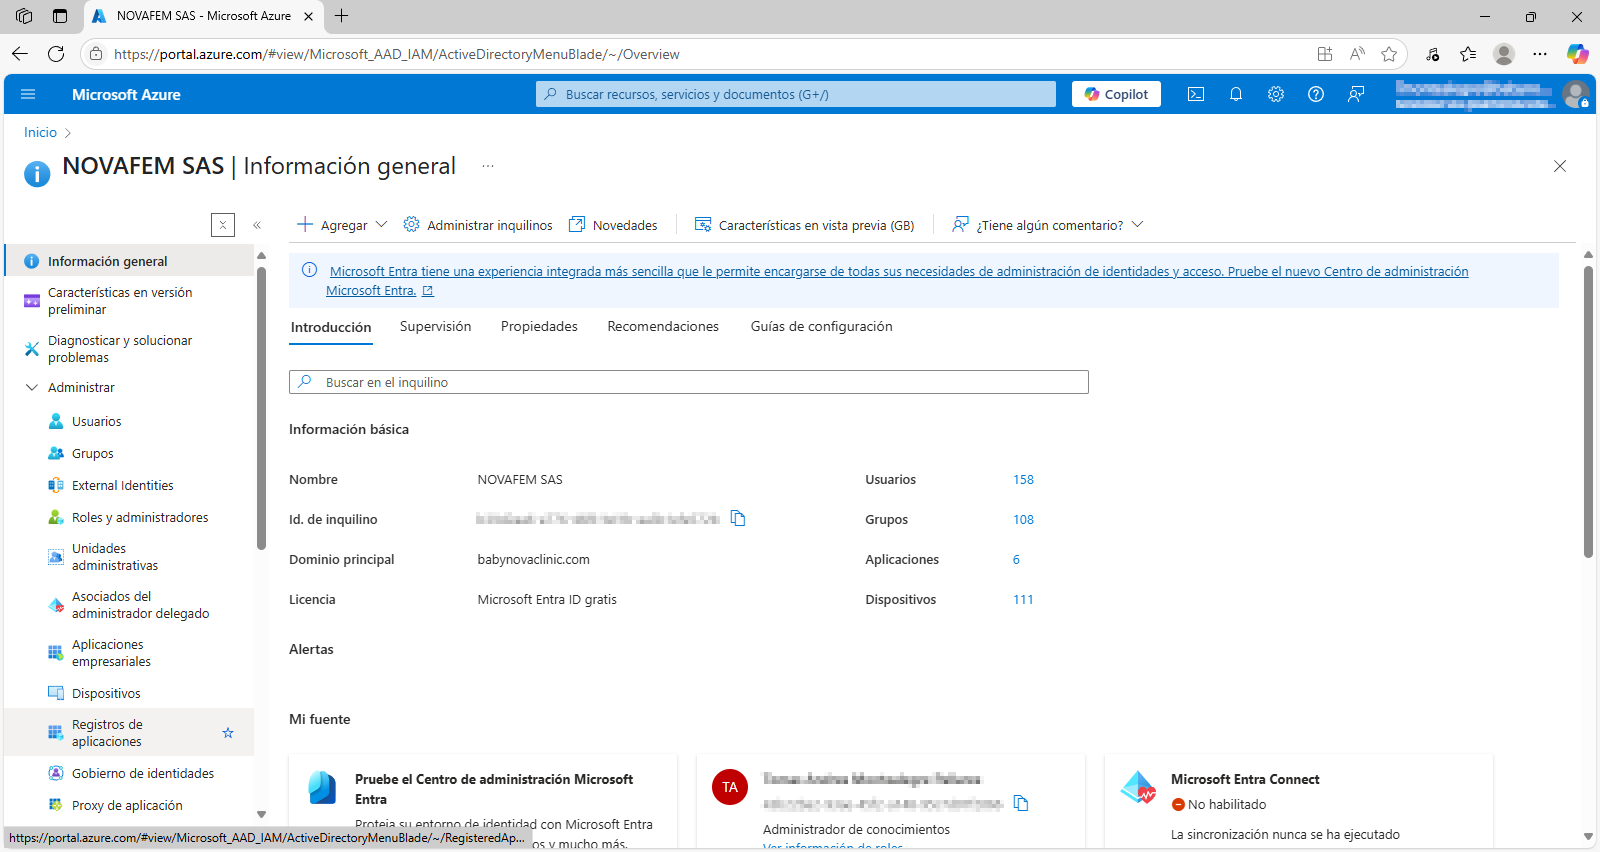 NOVAFEM SAS - Microsoft Azure
https://portal.azure.com/#view/Microsoft_AAD_IAM/ActiveDirectoryMenuBlade/~/Overview
Microsoft Azure
Buscar recursos, servicios y documentos (G+/)
Copilot
Inicio
NOVAFEM SAS | Información general
Agregar
Administrar inquilinos
Novedades
Características en vista previa (GB)
¿Tiene algún comentario?
Información general
Características en versión
preliminar
Diagnosticar y solucionar
problemas
Administrar
Usuarios
Grupos
External Identities
Roles y administradores
Unidades
administrativas
Asociados del
administrador delegado
Aplicaciones
empresariales
Dispositivos
Registros de
aplicaciones
Gobierno de identidades
Proxy de aplicación
Microsoft Entra tiene una experiencia integrada más sencilla que le permite encargarse de todas sus necesidades de administración de identidades y acceso. Pruebe el nuevo Centro de administración
Microsoft Entra.
Introducción
Supervisión
Propiedades
Recomendaciones
Guías de configuración
Buscar en el inquilino
Información básica
Nombre NOVAFEM SAS Usuarios 158
Id. de inquilino Grupos 108
Dominio principal babynovaclinic.com Aplicaciones 6
Licencia Microsoft Entra ID gratis Dispositivos 111
Alertas
Mi fuente
Pruebe el Centro de administración Microsoft
Entra
Proteja su entorno de identidad con Microsoft Entra
os y mucho más.
TA
Administrador de conocimientos
Ver información de roles
Microsoft Entra Connect
No habilitado
La sincronización nunca se ha ejecutado
https://portal.azure.com/#view/Microsoft_AAD_IAM/ActiveDirectoryMenuBlade/~/RegisteredAp...